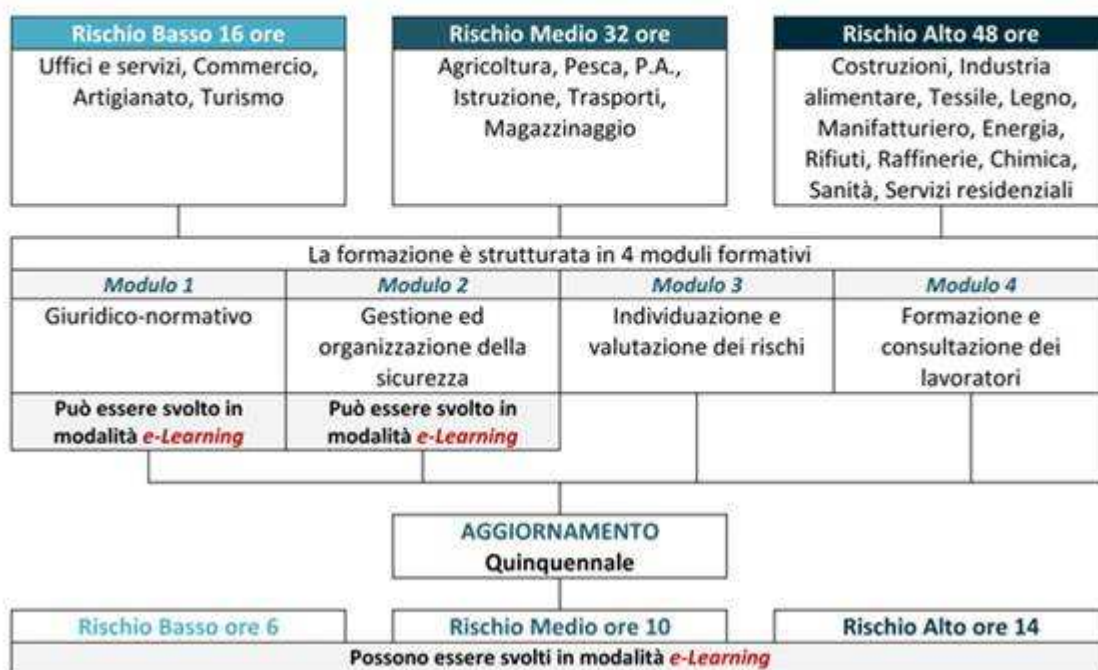 Rischio Basso 16 ore
Uffici e servizi, Commercio,
Artigianato, Turismo
Rischio Medio 32 ore
Agricoltura, Pesca, P.A.,
Istruzione, Trasporti,
Magazzinaggio
Rischio Alto 48 ore
Costruzioni, Industria
alimentare, Tessile, Legno,
Manifatturiero, Energia,
Rifiuti, Raffinerie, Chimica,
Sanità, Servizi residenziali
La formazione è strutturata in 4 moduli formativi
Modulo 1
Giuridico-normativo
Può essere svolto in
modalità e-Learning
Modulo 2
Gestione ed
organizzazione della
sicurezza
Può essere svolto in
modalità e-Learning
Modulo 3
Individuazione e
valutazione dei rischi
Modulo 4
Formazione e
consultazione dei
lavoratori
AGGIORNAMENTO
Quinquennale
Rischio Basso ore 6
Rischio Medio ore 10
Rischio Alto ore 14
Possono essere svolti in modalità e-Learning